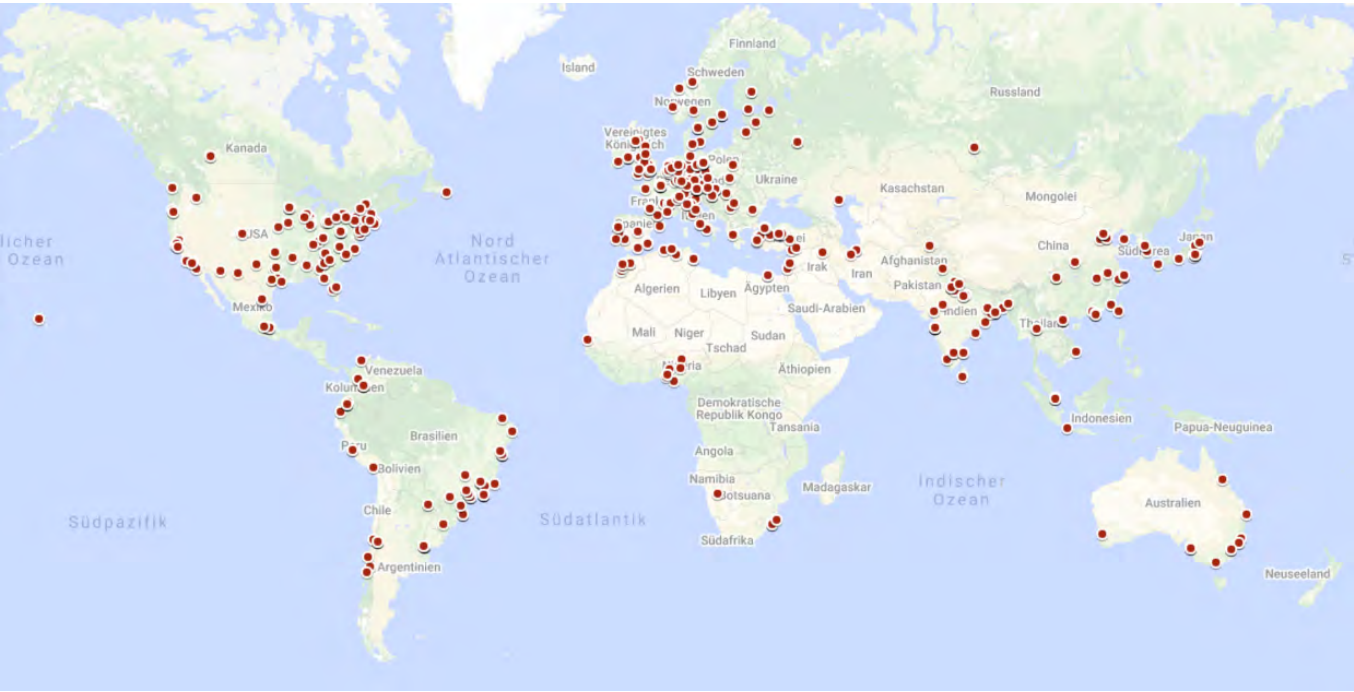 Finnland
Island
Schweden
Russland
Norwegen
Vereinigtes
Königreich
Kanada
Polen
Ukraine
Kasachstan
Mongolei
Italien
Spanien
USA
Nord
Atlantischer
Ozean
licher
Ozean
China
Japan
Südkorea
Afghanistan
Irak
Iran
Pakistan
Algerien
Libyen
Ägypten
Saudi-Arabien
Indien
Thailand
Mexiko
Mali
Niger
Sudan
Tschad
Nigeria
Äthiopien
Venezuela
Kolumbien
Demokratische
Republik Kongo
Tansania
Indonesien
Papua-Neuguinea
Brasilien
Peru
Bolivien
Angola
Namibia
Botsuana
Madagaskar
Indischer
Ozean
Australien
Chile
Südpazifik
Südatlantik
Südafrika
Argentinien
Neuseeland